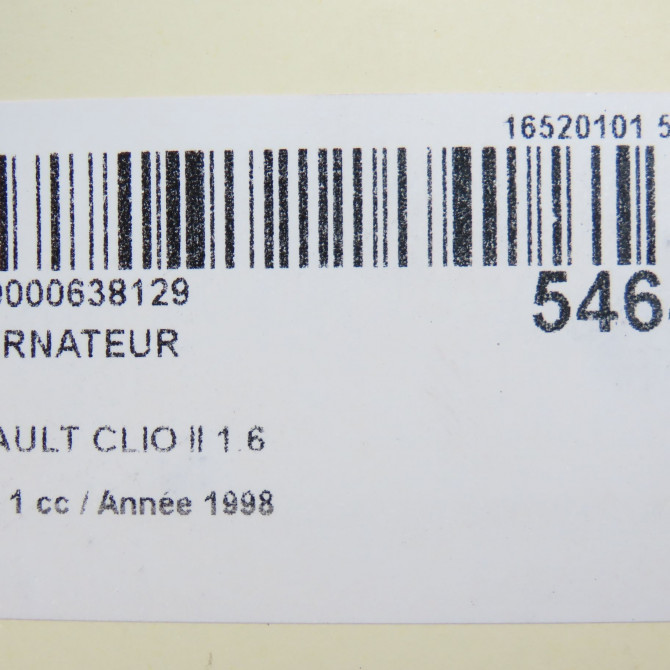 16520101 5
0000638129
546
RNATEUR
AULT CLIO II 1.6
1 cc / Année 1998